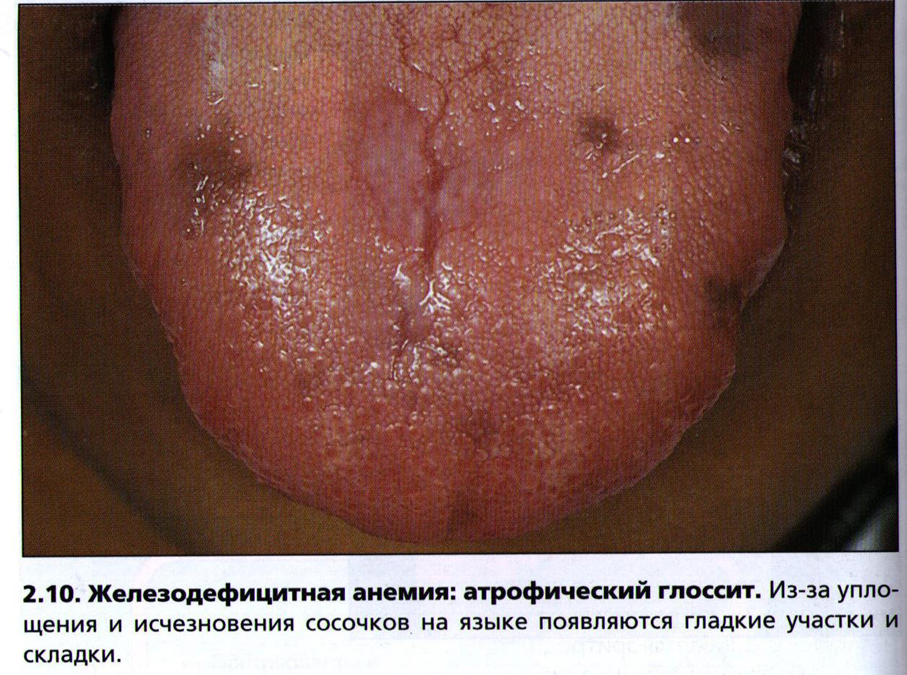 2.10. Железодефицитная анемия: атрофический глоссит. Из-за упло-
щения и исчезновения сосочков на языке появляются гладкие участки и
складки.